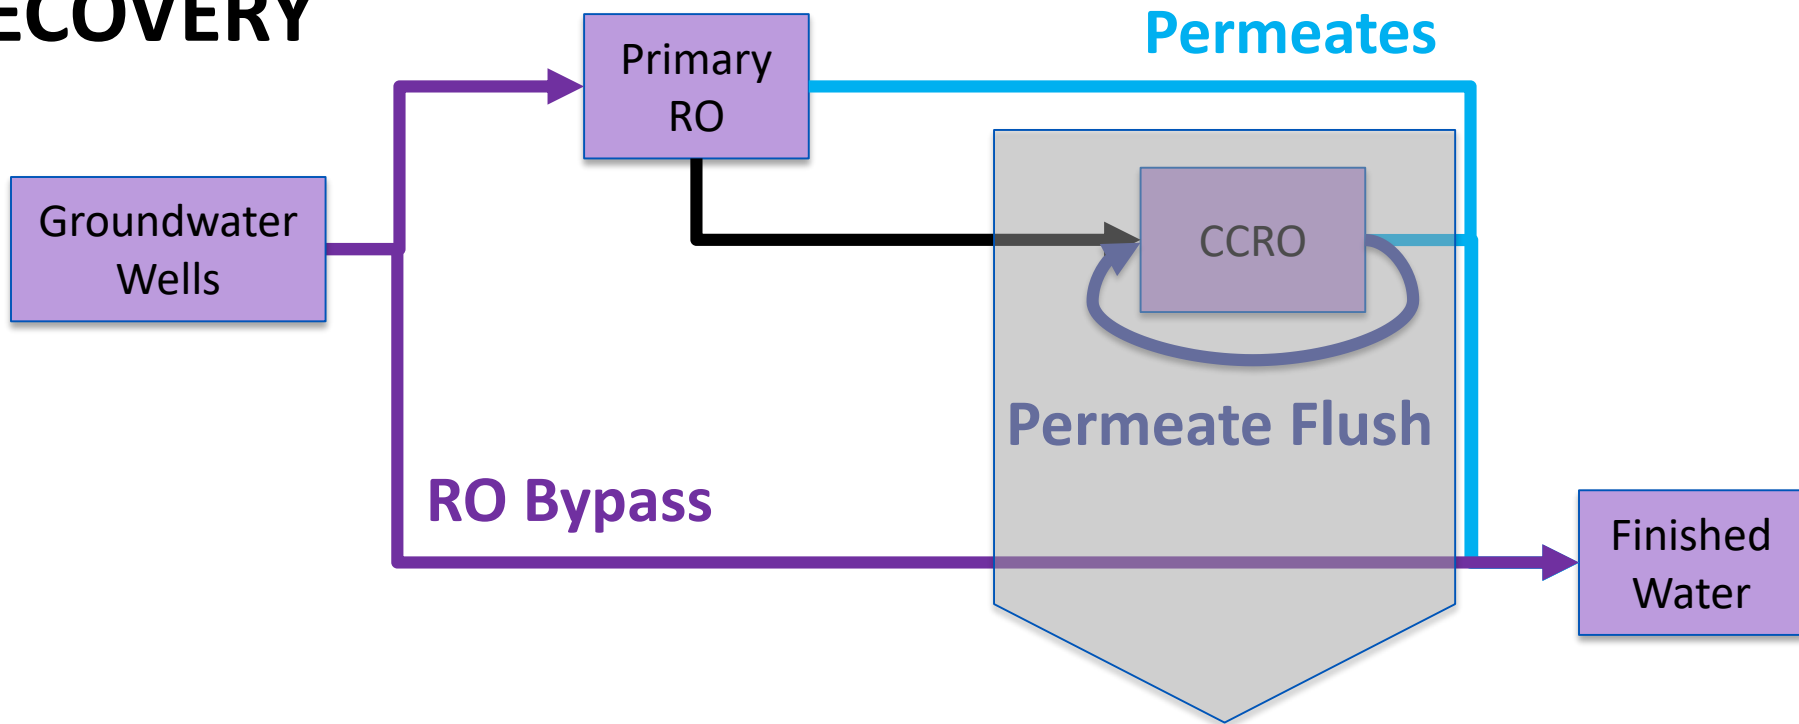 ECOVERY
Permeates
Primary
RO
Groundwater
Wells
CCRO
Permeate Flush
RO Bypass
Finished
Water